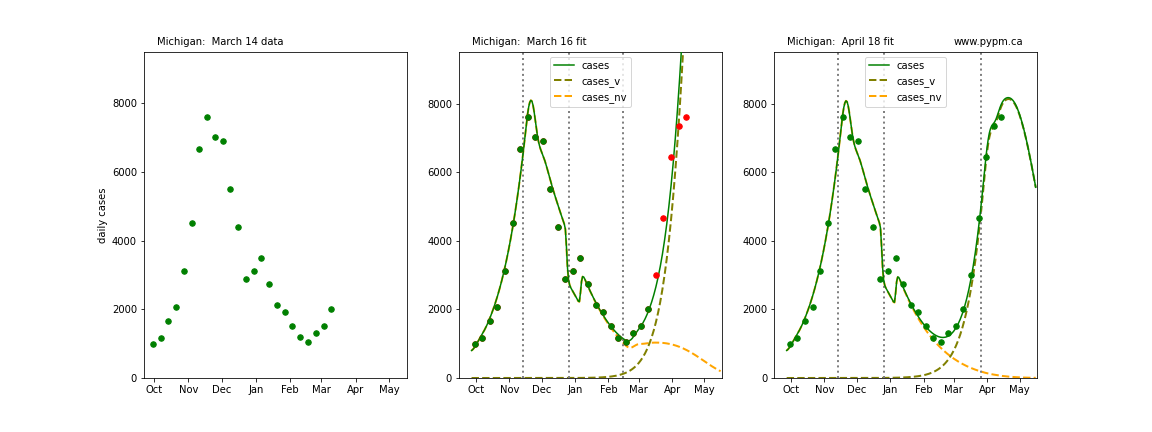 Michigan:  March 14 data
daily cases
8000
6000
4000
2000
0
Oct Nov Dec Jan Feb Mar Apr May
Michigan:  March 16 fit
cases
cases_v
cases_nv
8000
6000
4000
2000
0
Oct Nov Dec Jan Feb Mar Apr May
Michigan:  April 18 fit www.pypm.ca
cases
cases_v
cases_nv
8000
6000
4000
2000
0
Oct Nov Dec Jan Feb Mar Apr May